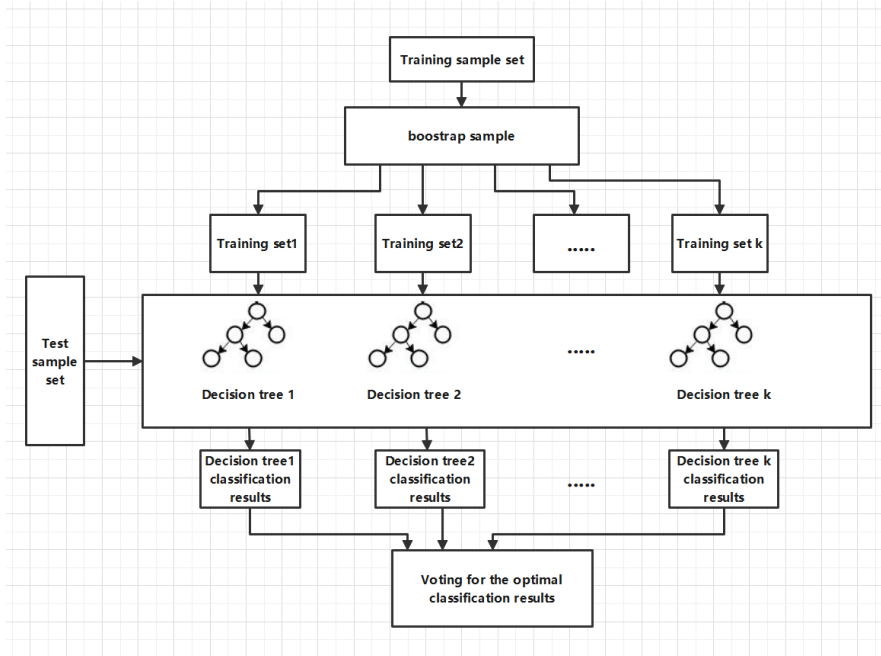 Training sample set
boostrap sample
Training set1
Training set2
.....
Training set k
Test
sample
set
.....
Decision tree 1
Decision tree 2
Decision tree k
Decision tree1
classification
results
Decision tree2
classification
results
.....
Decision tree k
classification
results
Voting for the optimal
classification results